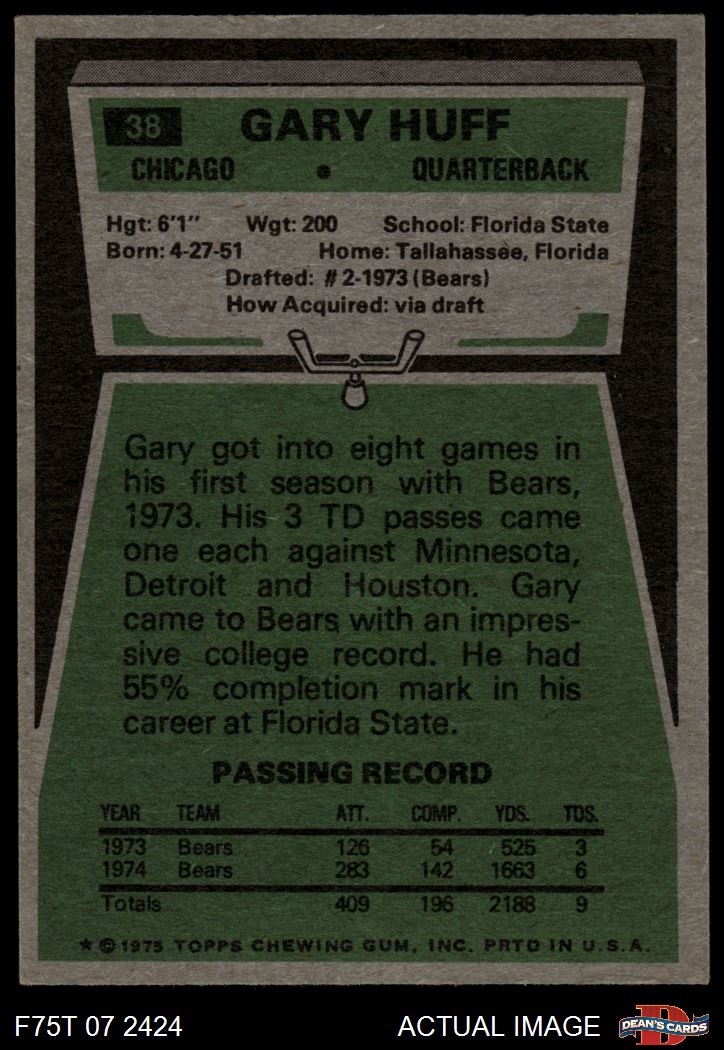 38 GARY HUFF
CHICAGO • QUARTERBACK
Hgt: 6'1" Wgt: 200 School: Florida State
Born: 4-27-51 Home: Tallahassee, Florida
Drafted: #2-1973 (Bears)
How Acquired: via draft
Gary got into eight games in
his first season with Bears,
1973. His 3 TD passes came
one each against Minnesota,
Detroit and Houston. Gary
came to Bears with an impres-
sive college record. He had
55% completion mark in his
career at Florida State.
PASSING RECORD
YEAR TEAM ATT. COMP. YDS. TDS.
1973 Bears 126 54 525 3
1974 Bears 283 142 1663 6
Totals 409 196 2188 9
★ © 1975 TOPPS CHEWING GUM, INC. PRTD IN U.S.A.
F75T 07 2424 ACTUAL IMAGE D DEAN'S CARDS